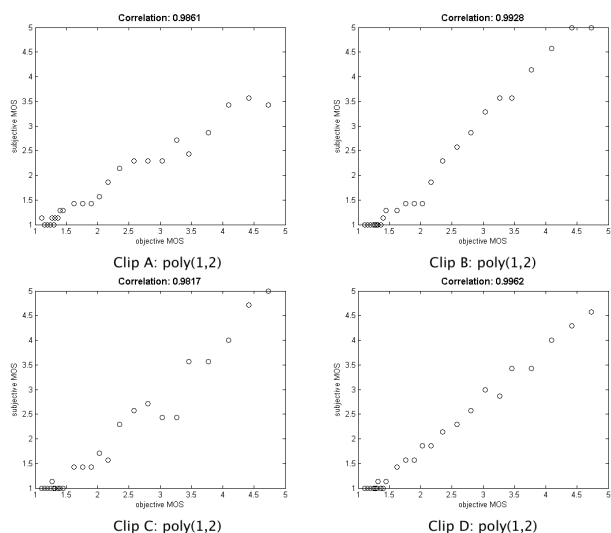 Correlation: 0.9861
5
4.5
4
3.5
3
2.5
2
1.5
1
subjective MOS
1 1.5 2 2.5 3 3.5 4 4.5 5
objective MOS
Clip A: poly(1,2)
Correlation: 0.9928
5
4.5
4
3.5
3
2.5
2
1.5
1
subjective MOS
1 1.5 2 2.5 3 3.5 4 4.5 5
objective MOS
Clip B: poly(1,2)
Correlation: 0.9817
5
4.5
4
3.5
3
2.5
2
1.5
1
subjective MOS
1 1.5 2 2.5 3 3.5 4 4.5 5
objective MOS
Clip C: poly(1,2)
Correlation: 0.9962
5
4.5
4
3.5
3
2.5
2
1.5
1
subjective MOS
1 1.5 2 2.5 3 3.5 4 4.5 5
objective MOS
Clip D: poly(1,2)